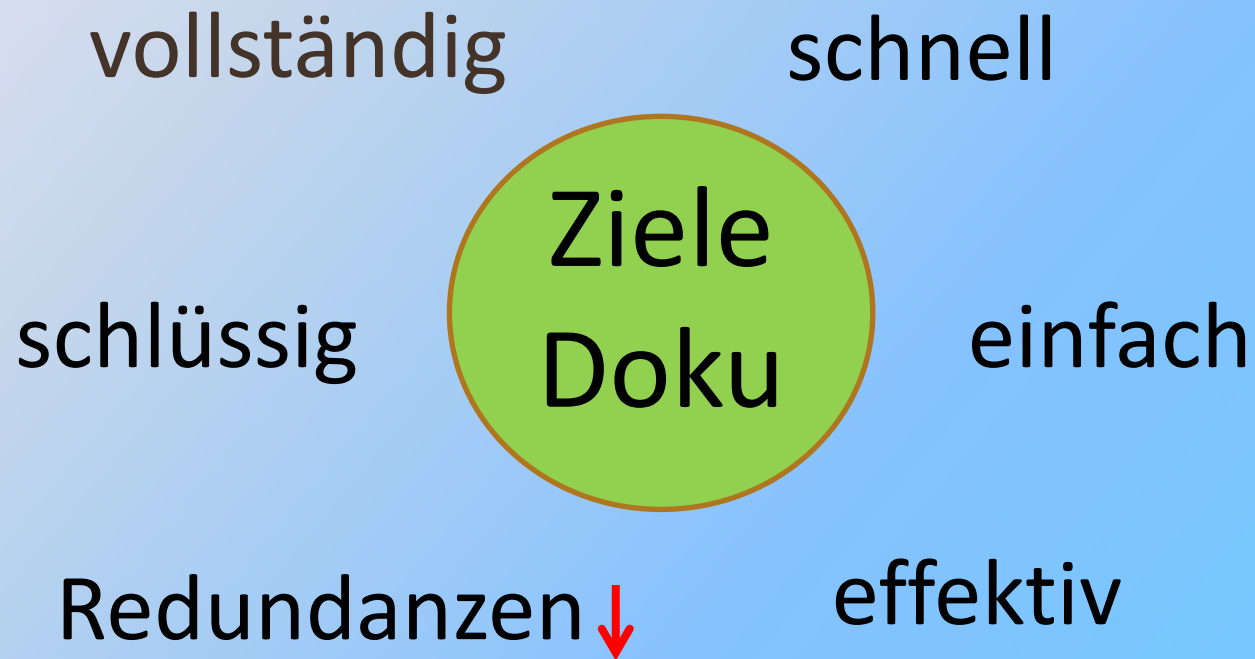 vollständig
schnell
Ziele
Doku
schlüssig
einfach
Redundanzen↓
effektiv